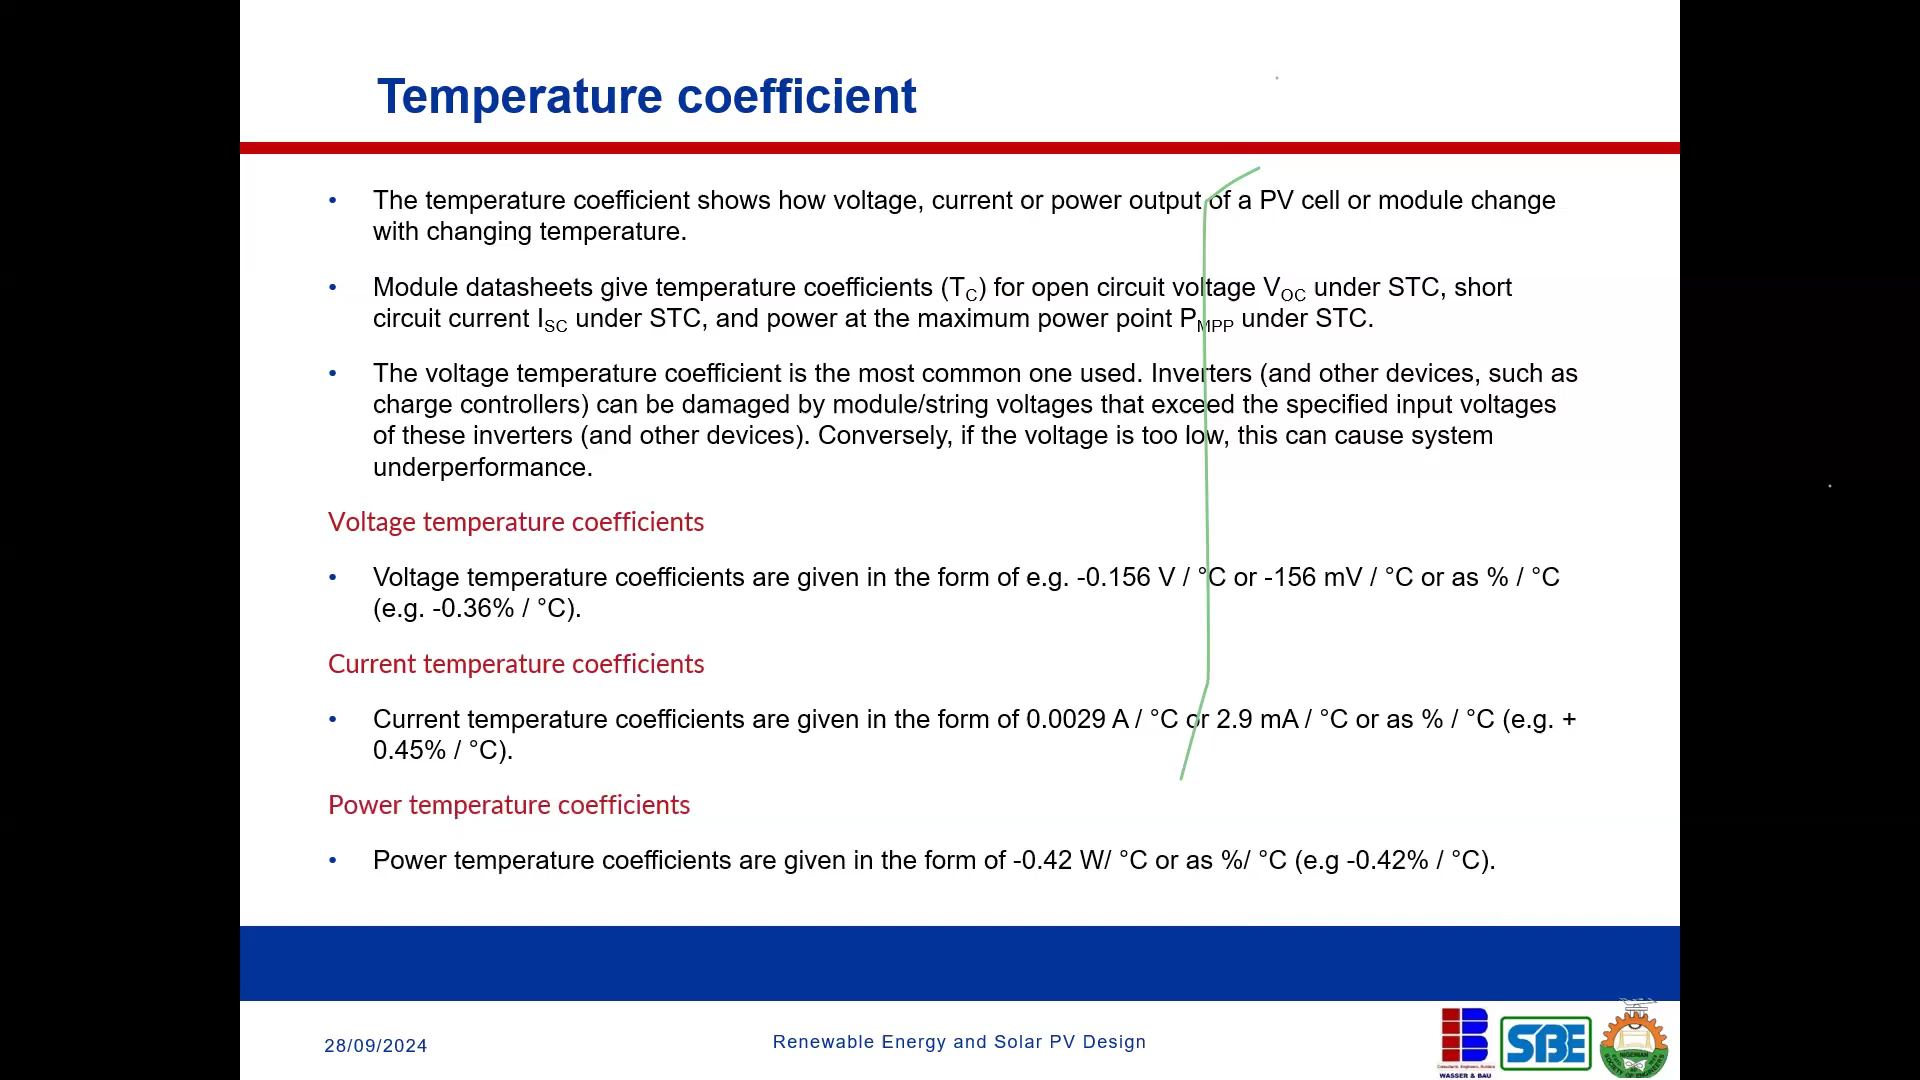 Temperature coefficient
• The temperature coefficient shows how voltage, current or power output of a PV cell or module change
with changing temperature.
• Module datasheets give temperature coefficients (TC) for open circuit voltage VOC under STC, short
circuit current ISC under STC, and power at the maximum power point PMPP under STC.
• The voltage temperature coefficient is the most common one used. Inverters (and other devices, such as
charge controllers) can be damaged by module/string voltages that exceed the specified input voltages
of these inverters (and other devices). Conversely, if the voltage is too low, this can cause system
underperformance.
Voltage temperature coefficients
• Voltage temperature coefficients are given in the form of e.g. -0.156 V / °C or -156 mV / °C or as % / °C
(e.g. -0.36% / °C).
Current temperature coefficients
• Current temperature coefficients are given in the form of 0.0029 A / °C or 2.9 mA / °C or as % / °C (e.g. +
0.45% / °C).
Power temperature coefficients
• Power temperature coefficients are given in the form of -0.42 W/ °C or as %/ °C (e.g -0.42% / °C).
28/09/2024
Renewable Energy and Solar PV Design
WASSER & BAU
SBE
NIGERIAN